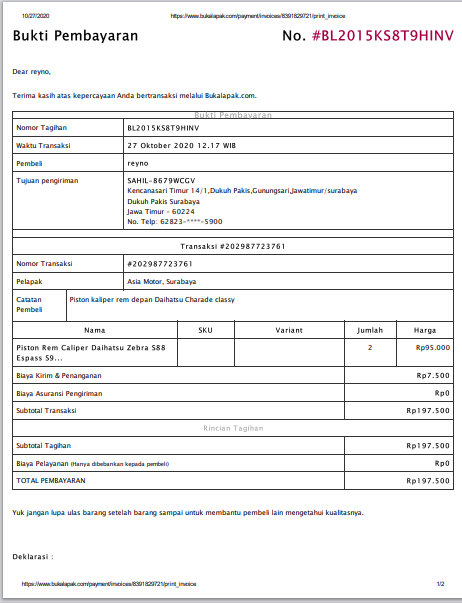 10/27/2020 https://www.bukalapak.com/payment/invoices/8391829721/print_invoice
Bukti Pembayaran No. #BL2015KS8T9HINV
Dear reyno,
Terima kasih atas kepercayaan Anda bertransaksi melalui Bukalapak.com.
Bukti Pembayaran
Nomor Tagihan BL2015KS8T9HINV
Waktu Transaksi 27 Oktober 2020 12.17 WIB
Pembeli reyno
Tujuan pengiriman SAHIL-8679WCGV
Kencanasari Timur 14/1,Dukuh Pakis,Gunungsari,Jawatimur/surabaya
Dukuh Pakis Surabaya
Jawa Timur - 60224
No. Telp: 62823-****-5900
Transaksi #202987723761
Nomor Transaksi #202987723761
Pelapak Asia Motor, Surabaya
Catatan Pembeli Piston kaliper rem depan Daihatsu Charade classy
Nama SKU Variant Jumlah Harga
Piston Rem Caliper Daihatsu Zebra S88 2 Rp95.000
Espass S9...
Biaya Kirim & Penanganan Rp7.500
Biaya Asuransi Pengiriman Rp0
Subtotal Transaksi Rp197.500
Rincian Tagihan
Subtotal Tagihan Rp197.500
Biaya Pelayanan (Hanya dibebankan kepada pembeli) Rp0
TOTAL PEMBAYARAN Rp197.500
Yuk jangan lupa ulas barang setelah barang sampai untuk membantu pembeli lain mengetahui kualitasnya.
Deklarasi :
https://www.bukalapak.com/payment/invoices/8391829721/print_invoice 1/2